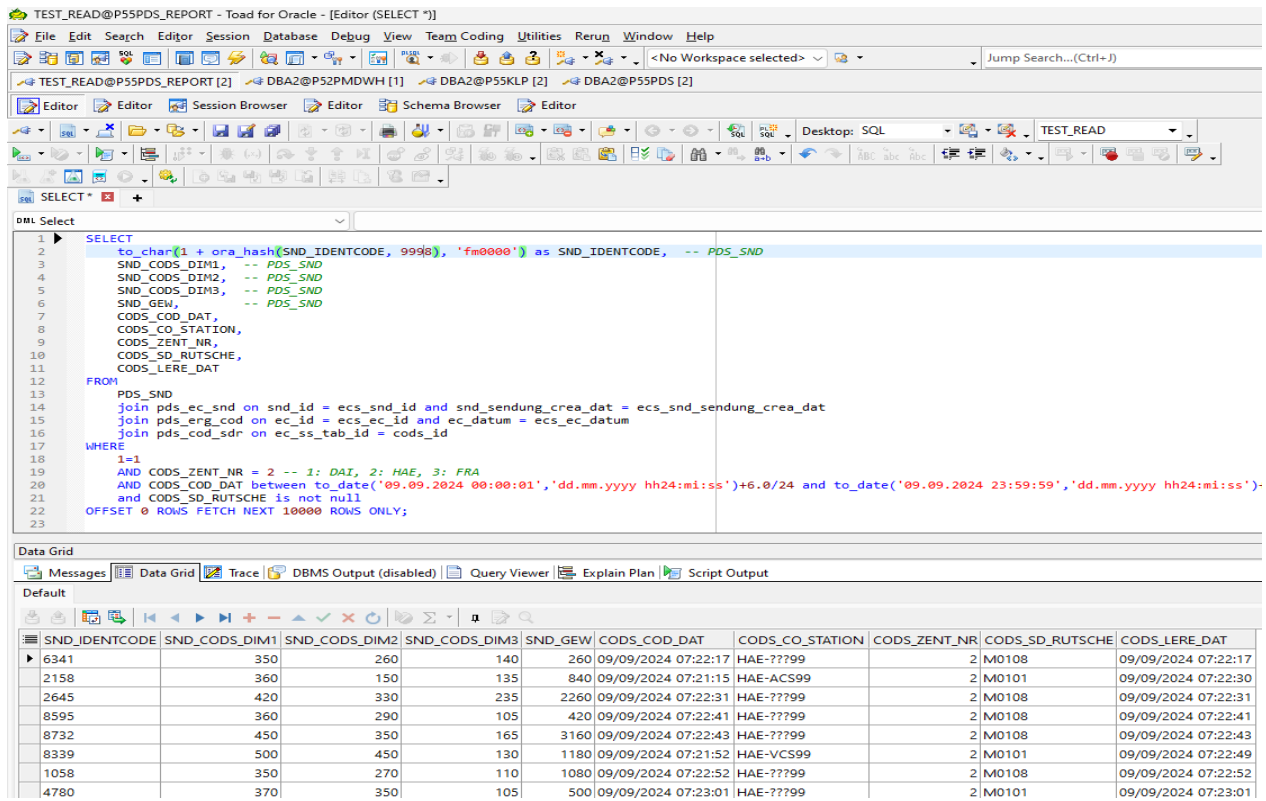 TEST_READ@P55PDS_REPORT - Toad for Oracle - [Editor (SELECT *)]
File Edit Search Editor Session Database Debug View Team Coding Utilities Rerun Window Help
<No Workspace selected> Jump Search...(Ctrl+J)
TEST_READ@P55PDS_REPORT [2] DBA2@P52PMDWH [1] DBA2@P55KLP [2] DBA2@P55PDS [2]
Editor Editor Session Browser Editor Schema Browser Editor
Desktop: SQL TEST_READ
SELECT *
DML Select
1 SELECT
2 to_char(1 + ora_hash(SND_IDENTCODE, 9998), 'fm0000') as SND_IDENTCODE, -- PDS_SND
3 SND_CODS_DIM1, -- PDS_SND
4 SND_CODS_DIM2, -- PDS_SND
5 SND_CODS_DIM3, -- PDS_SND
6 SND_GEW, -- PDS_SND
7 CODS_COD_DAT,
8 CODS_CO_STATION,
9 CODS_ZENT_NR,
10 CODS_SD_RUTSCHE,
11 CODS_LERE_DAT
12 FROM
13 PDS_SND
14 join pds_ec_snd on snd_id = ecs_snd_id and snd_sendung_crea_dat = ecs_snd_sendung_crea_dat
15 join pds_erg_cod on ec_id = ecs_ec_id and ec_datum = ecs_ec_datum
16 join pds_cod_sdr on ec_ss_tab_id = cods_id
17 WHERE
18 1=1
19 AND CODS_ZENT_NR = 2 -- 1: DAI, 2: HAE, 3: FRA
20 AND CODS_COD_DAT between to_date('09.09.2024 00:00:01','dd.mm.yyyy hh24:mi:ss')+6.0/24 and to_date('09.09.2024 23:59:59','dd.mm.yyyy hh24:mi:ss')
21 and CODS_SD_RUTSCHE is not null
22 OFFSET 0 ROWS FETCH NEXT 10000 ROWS ONLY;
23
Data Grid
Messages Data Grid Trace DBMS Output (disabled) Query Viewer Explain Plan Script Output
Default
SND_IDENTCODE SND_CODS_DIM1 SND_CODS_DIM2 SND_CODS_DIM3 SND_GEW CODS_COD_DAT CODS_CO_STATION CODS_ZENT_NR CODS_SD_RUTSCHE CODS_LERE_DAT
6341 350 260 140 260 09/09/2024 07:22:17 HAE-???99 2 M0108 09/09/2024 07:22:17
2158 360 150 135 840 09/09/2024 07:21:15 HAE-ACS99 2 M0101 09/09/2024 07:22:30
2645 420 330 235 2260 09/09/2024 07:22:31 HAE-???99 2 M0108 09/09/2024 07:22:31
8595 360 290 105 420 09/09/2024 07:22:41 HAE-???99 2 M0108 09/09/2024 07:22:41
8732 450 350 165 3160 09/09/2024 07:22:43 HAE-???99 2 M0108 09/09/2024 07:22:43
8339 500 450 130 1180 09/09/2024 07:21:52 HAE-VCS99 2 M0101 09/09/2024 07:22:49
1058 350 270 110 1080 09/09/2024 07:22:52 HAE-???99 2 M0108 09/09/2024 07:22:52
4780 370 350 105 500 09/09/2024 07:23:01 HAE-???99 2 M0101 09/09/2024 07:23:01